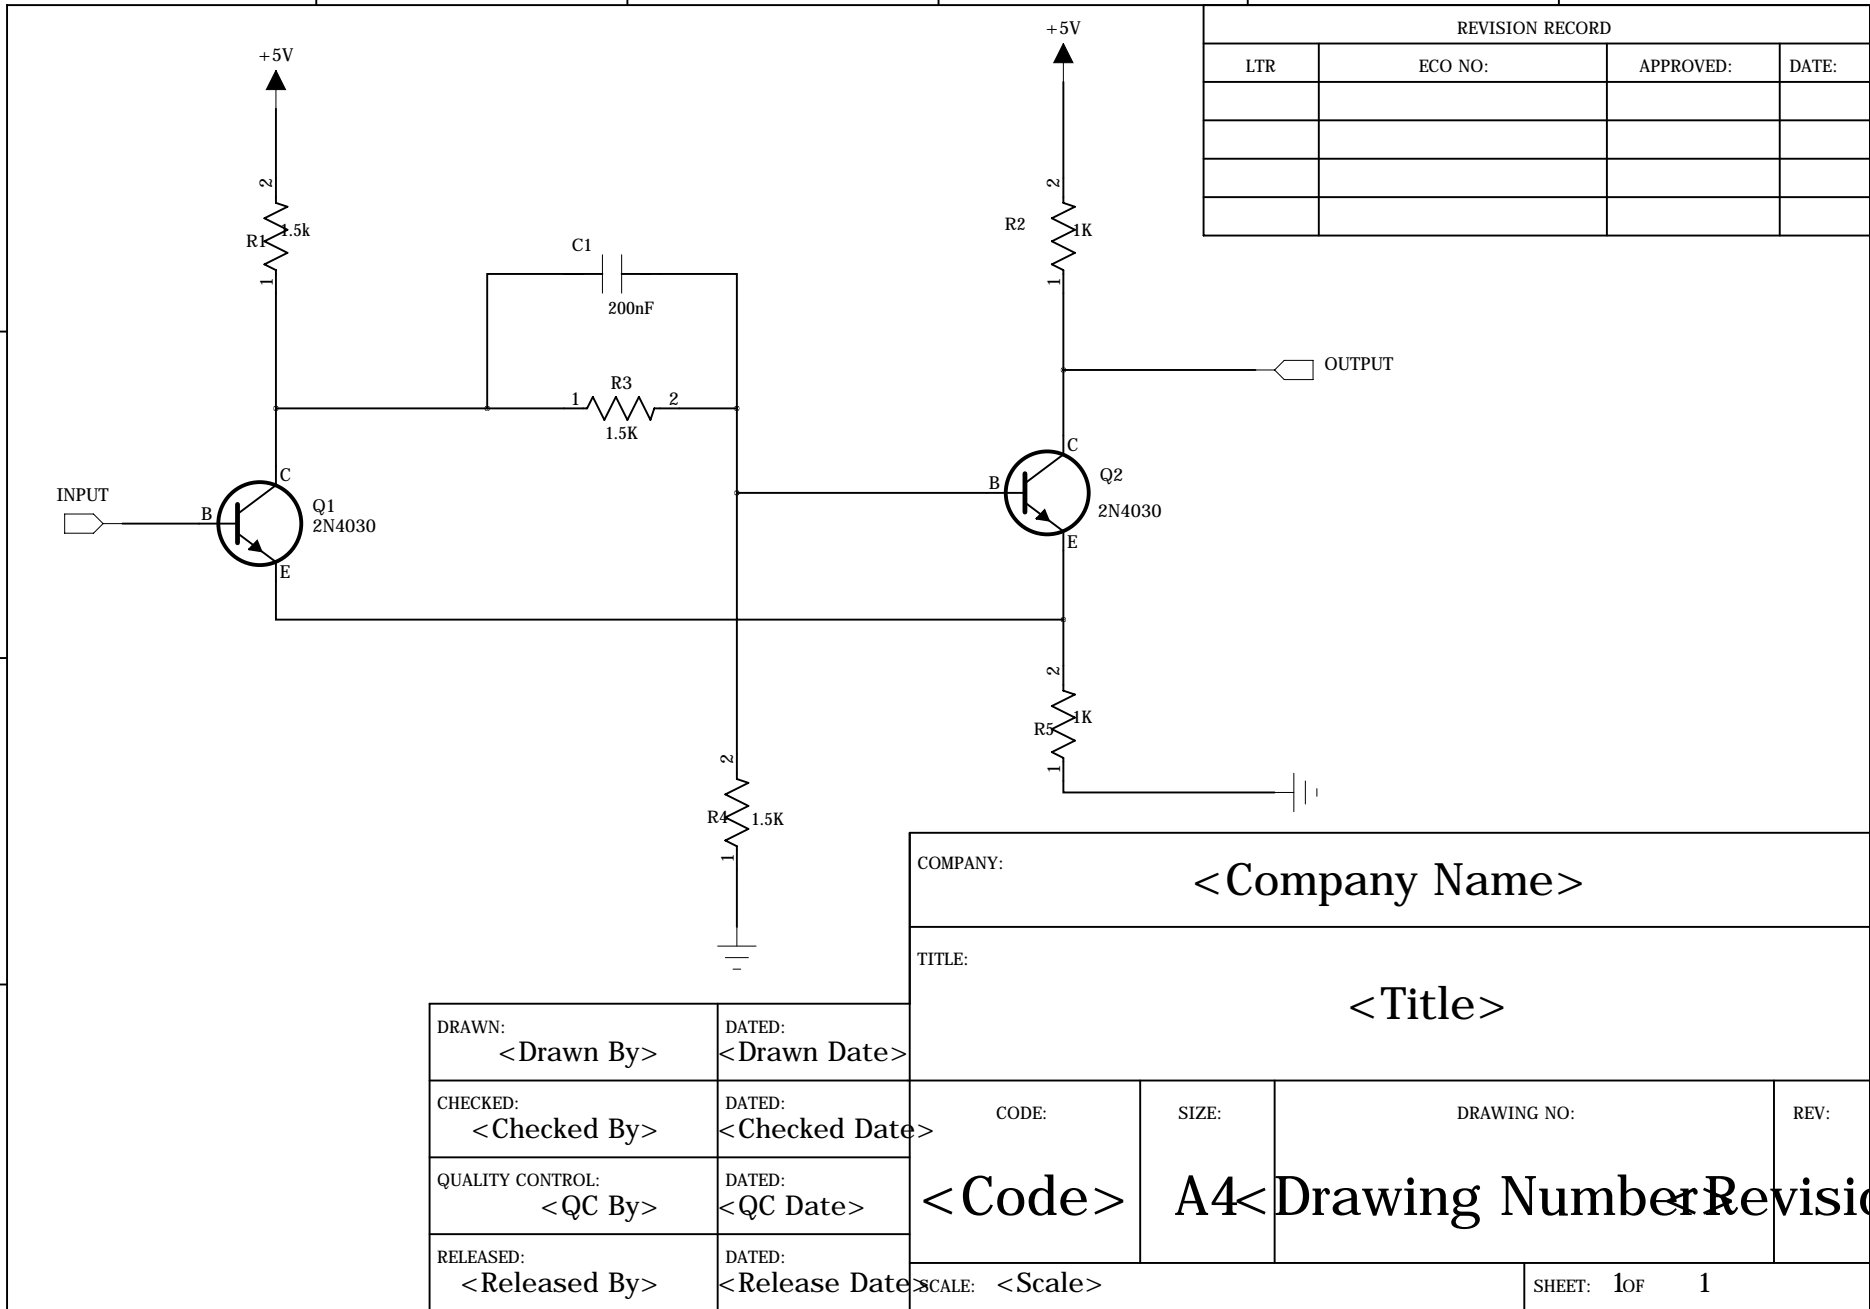 +5V
+5V
REVISION RECORD
LTR ECO NO: APPROVED: DATE:
2
R1 1.5k
1
C1
200nF
2
R2 1K
1
R3
1 2
1.5K
OUTPUT
INPUT
B C E
Q1
2N4030
B C E
Q2
2N4030
2
R5 1K
1
2
R4 1.5K
1
COMPANY:
<Company Name>
TITLE:
<Title>
DRAWN: DATED:
<Drawn By> <Drawn Date>
CHECKED: DATED:
<Checked By> <Checked Date>
QUALITY CONTROL: DATED:
<QC By> <QC Date>
RELEASED: DATED:
<Released By> <Release Date>
CODE: SIZE: DRAWING NO: REV:
<Code> A4 <Drawing Number> <Revisio
SCALE: <Scale> SHEET: 1 OF 1